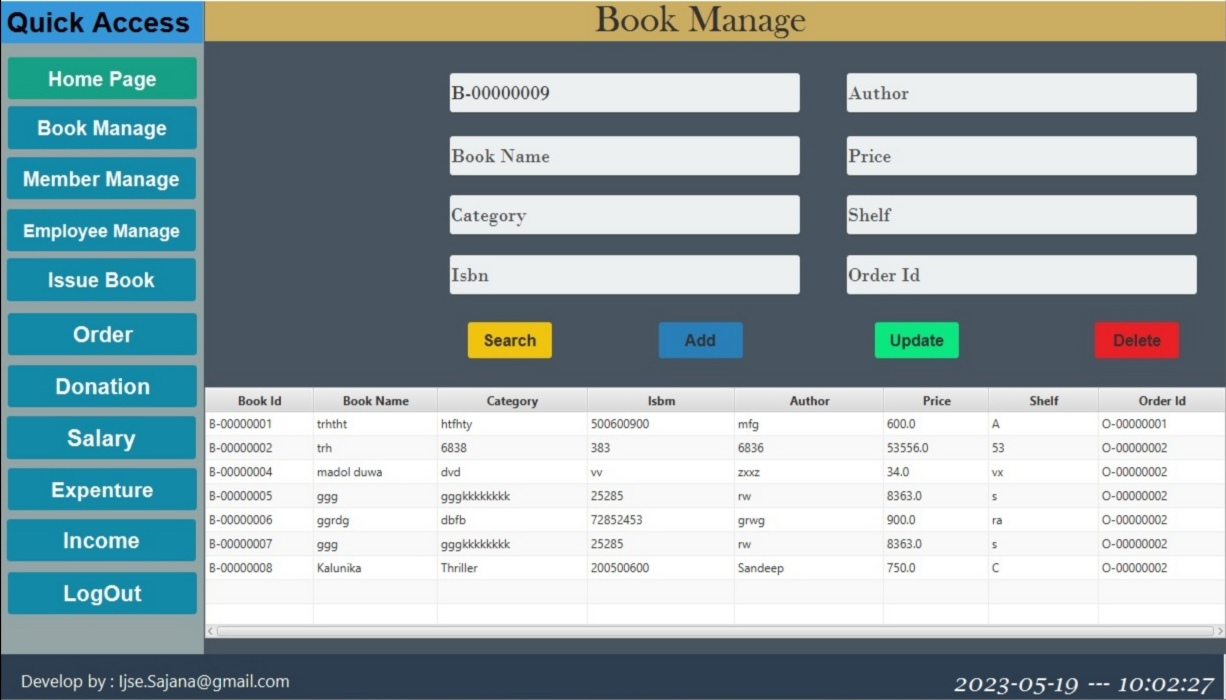 Quick Access
Book Manage
Home Page
Book Manage
Member Manage
Employee Manage
Issue Book
Order
Donation
Salary
Expenture
Income
LogOut
B-00000009 Author
Book Name Price
Category Shelf
Isbn Order Id
Search Add Update Delete
Book Id Book Name Category Isbm Author Price Shelf Order Id
B-00000001 trhtht htfhty 500600900 mfg 600.0 A O-00000001
B-00000002 trh 6838 383 6836 53556.0 53 O-00000002
B-00000004 madol duwa dvd vv zxxz 34.0 vx O-00000002
B-00000005 ggg gggkkkkkkkk 25285 rw 8363.0 s O-00000002
B-00000006 ggrdg dbfb 72852453 grwg 900.0 ra O-00000002
B-00000007 ggg gggkkkkkkkk 25285 rw 8363.0 s O-00000002
B-00000008 Kalunika Thriller 200500600 Sandeep 750.0 C O-00000002
Develop by : Ijse.Sajana@gmail.com
2023-05-19 --- 10:02:27